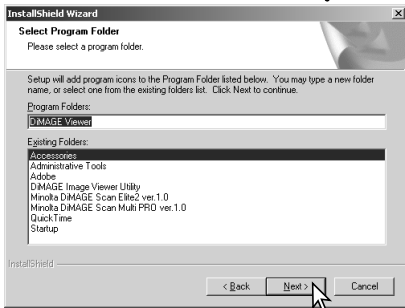 InstallShield Wizard
Select Program Folder
Please select a program folder.
Setup will add program icons to the Program Folder listed below. You may type a new folder
name, or select one from the existing folders list. Click Next to continue.
Program Folders:
DiMAGE Viewer
Existing Folders:
Accessories
Administrative Tools
Adobe
DiMAGE Image Viewer Utility
Minolta DiMAGE Scan Elite2 ver.1.0
Minolta DiMAGE Scan Multi PRO ver.1.0
QuickTime
Startup
InstallShield
< Back Next > Cancel